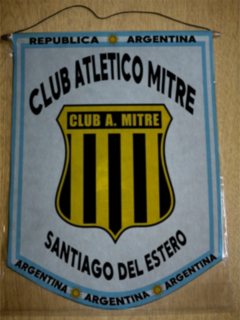 REPUBLICA ARGENTINA
CLUB ATLETICO MITRE
CLUB A. MITRE
SANTIAGO DEL ESTERO
ARGENTINA ARGENTINA ARGENTINA